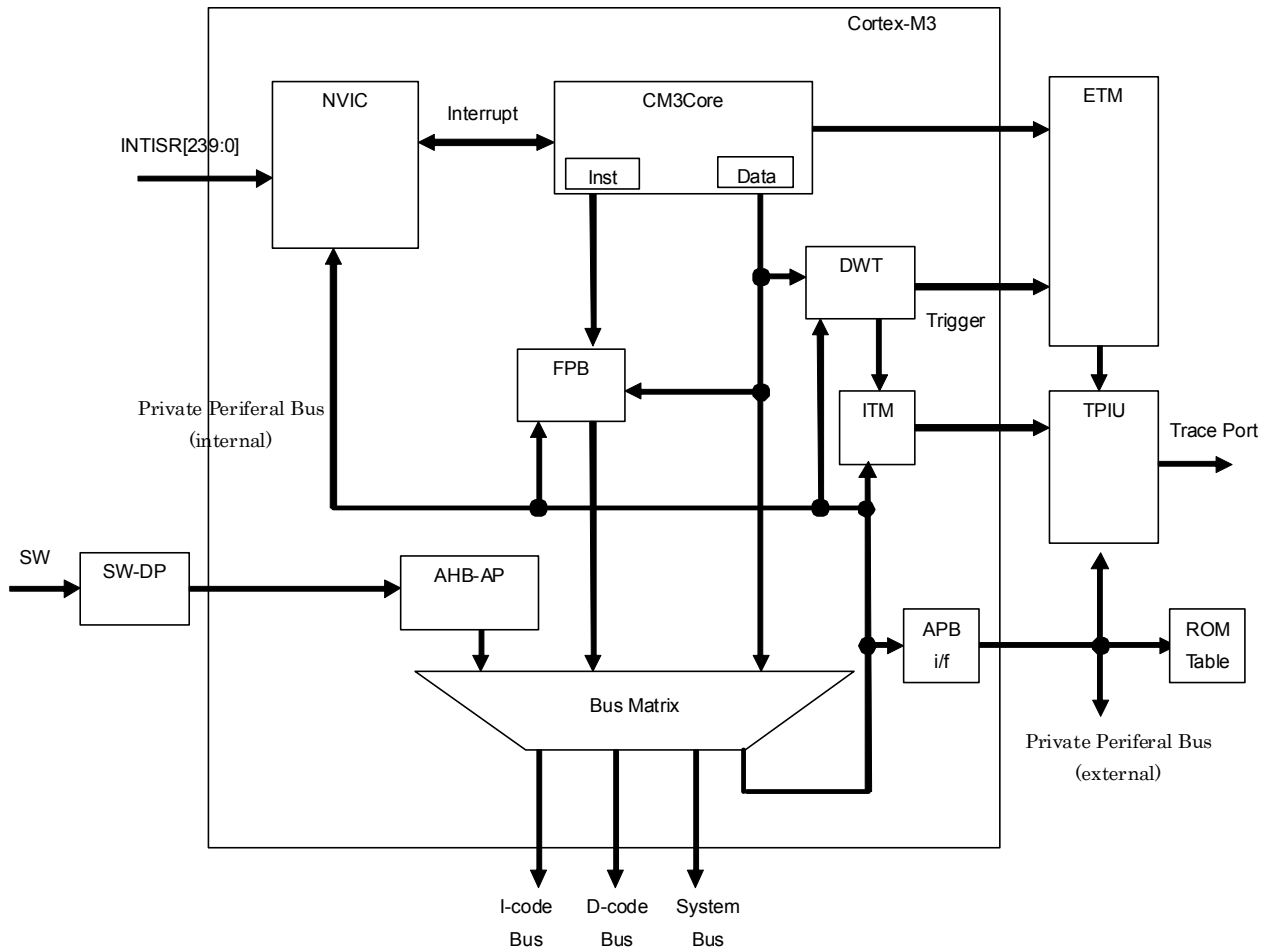 Cortex-M3
NVIC
CM3Core
ETM
Interrupt
INTISR[239:0]
Inst
Data
DWT
Trigger
FPB
ITM
TPIU
Private Periferal Bus
(internal)
Trace Port
SW
SW-DP
AHB-AP
APB
i/f
ROM
Table
Bus Matrix
Private Periferal Bus
(external)
I-code
Bus
D-code
Bus
System
Bus